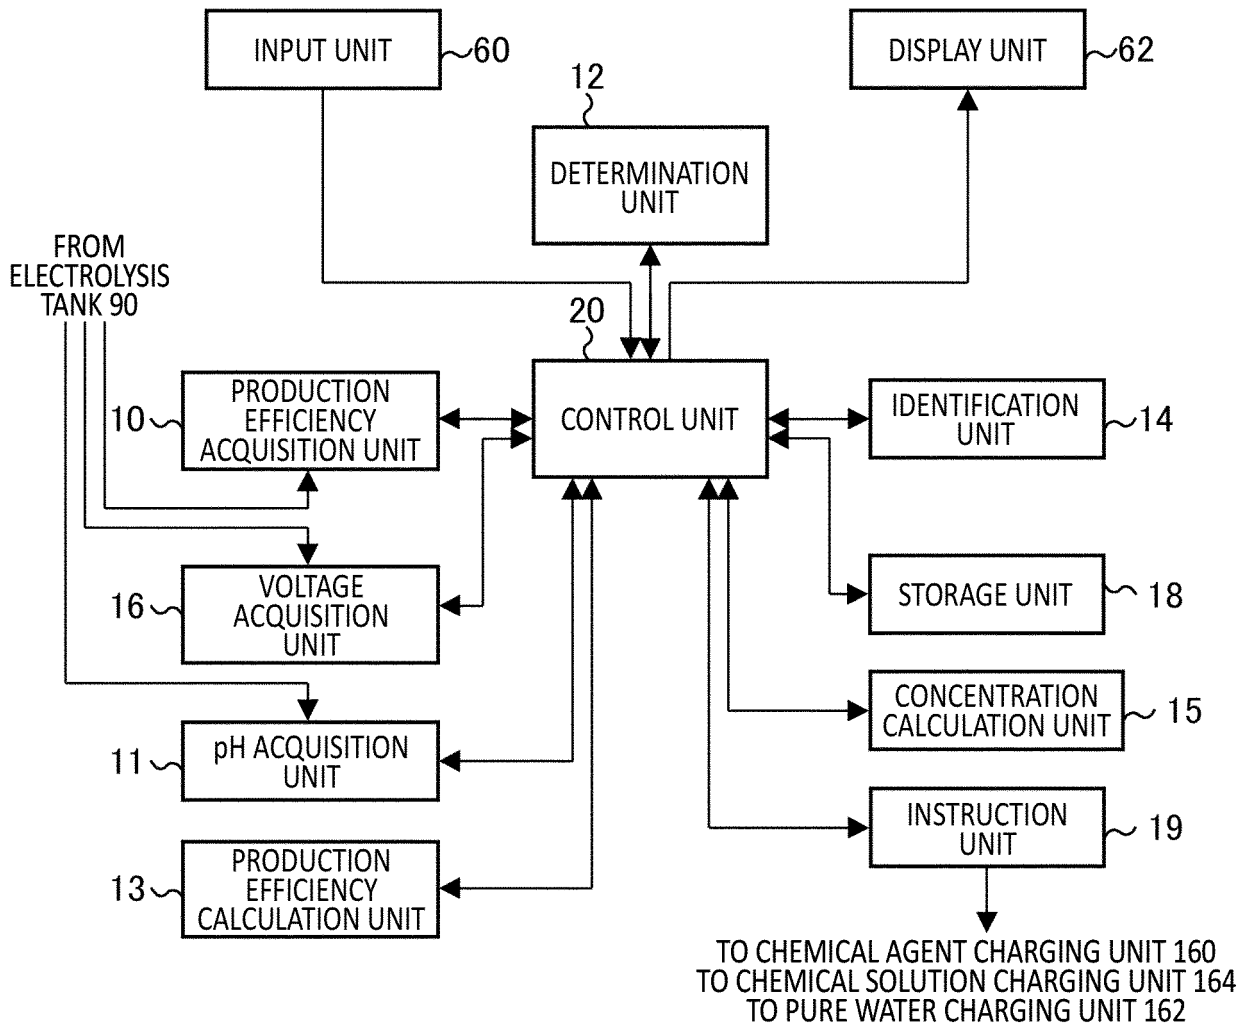 INPUT UNIT
60
DISPLAY UNIT
62
12
DETERMINATION
UNIT
FROM
ELECTROLYSIS
TANK 90
20
CONTROL UNIT
10
PRODUCTION
EFFICIENCY
ACQUISITION UNIT
IDENTIFICATION
UNIT
14
16
VOLTAGE
ACQUISITION
UNIT
STORAGE UNIT
18
11
pH ACQUISITION
UNIT
CONCENTRATION
CALCULATION UNIT
15
13
PRODUCTION
EFFICIENCY
CALCULATION UNIT
INSTRUCTION
UNIT
19
TO CHEMICAL AGENT CHARGING UNIT 160
TO CHEMICAL SOLUTION CHARGING UNIT 164
TO PURE WATER CHARGING UNIT 162